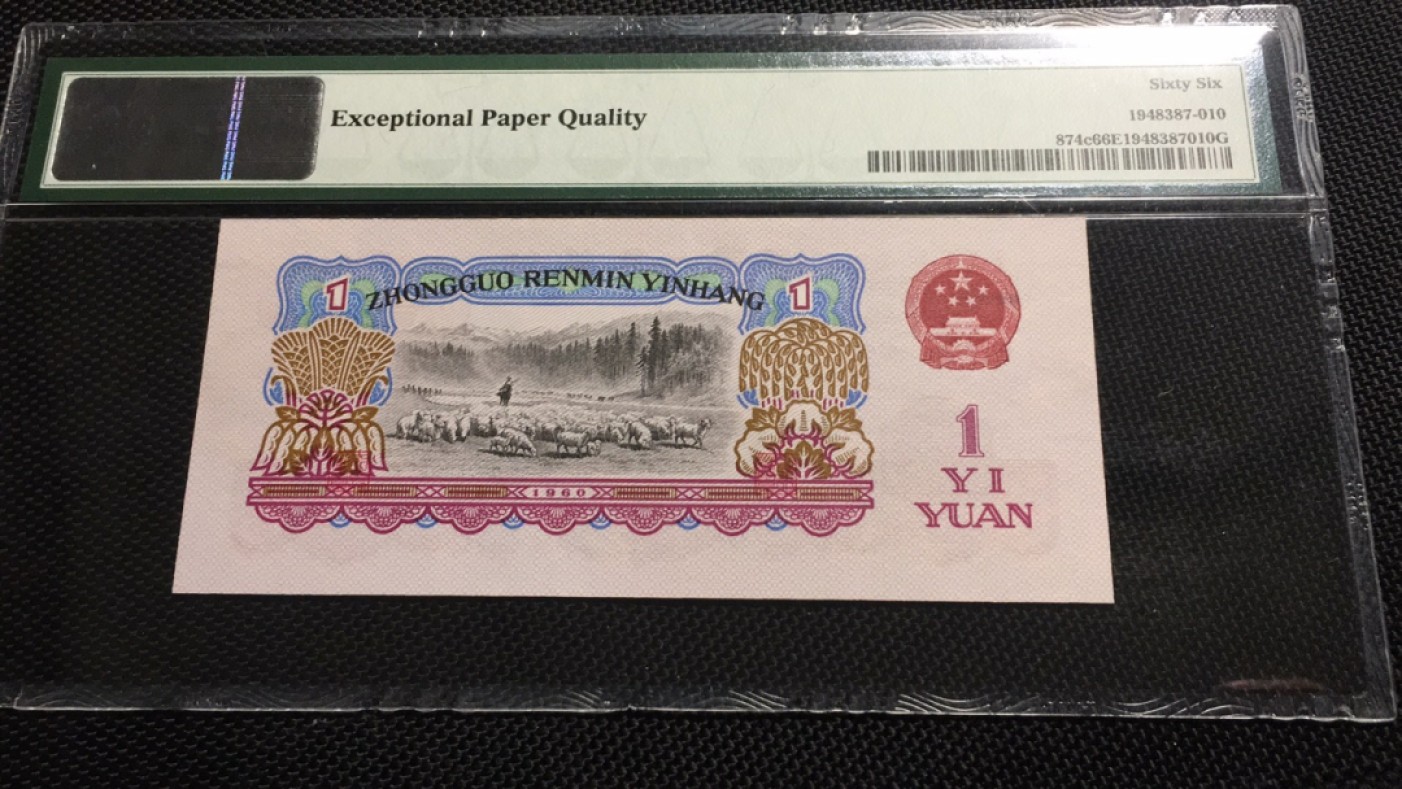 Exceptional Paper Quality
Sixty Six
1948387-010
874c66E1948387010G
1 ZHONGGUO RENMIN YINHANG 1
1960
1
YI
YUAN